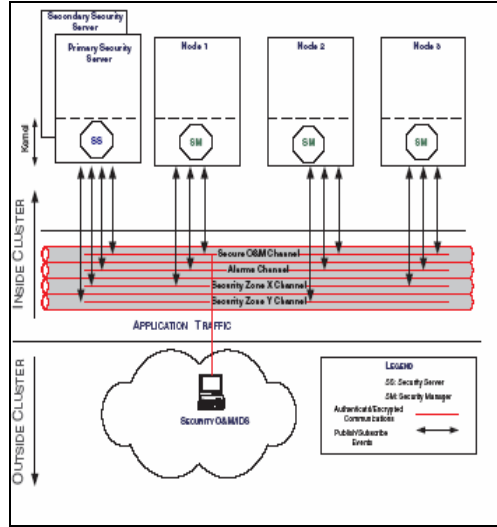 Secondary Security
Server
Primary Security
Server
Node 1
Node 2
Node 3
Kernel
SS
SM
SM
SM
INSIDE CLUSTER
Secure O&M Channel
Alarms Channel
Security Zone X Channel
Security Zone Y Channel
APPLICATION TRAFFIC
OUTSIDE CLUSTER
Security O&M/IDS
LEGEND
SS: Security Server
SM: Security Manager
Authenticated/Encrypted
Communications
Publish/Subscribe
Events